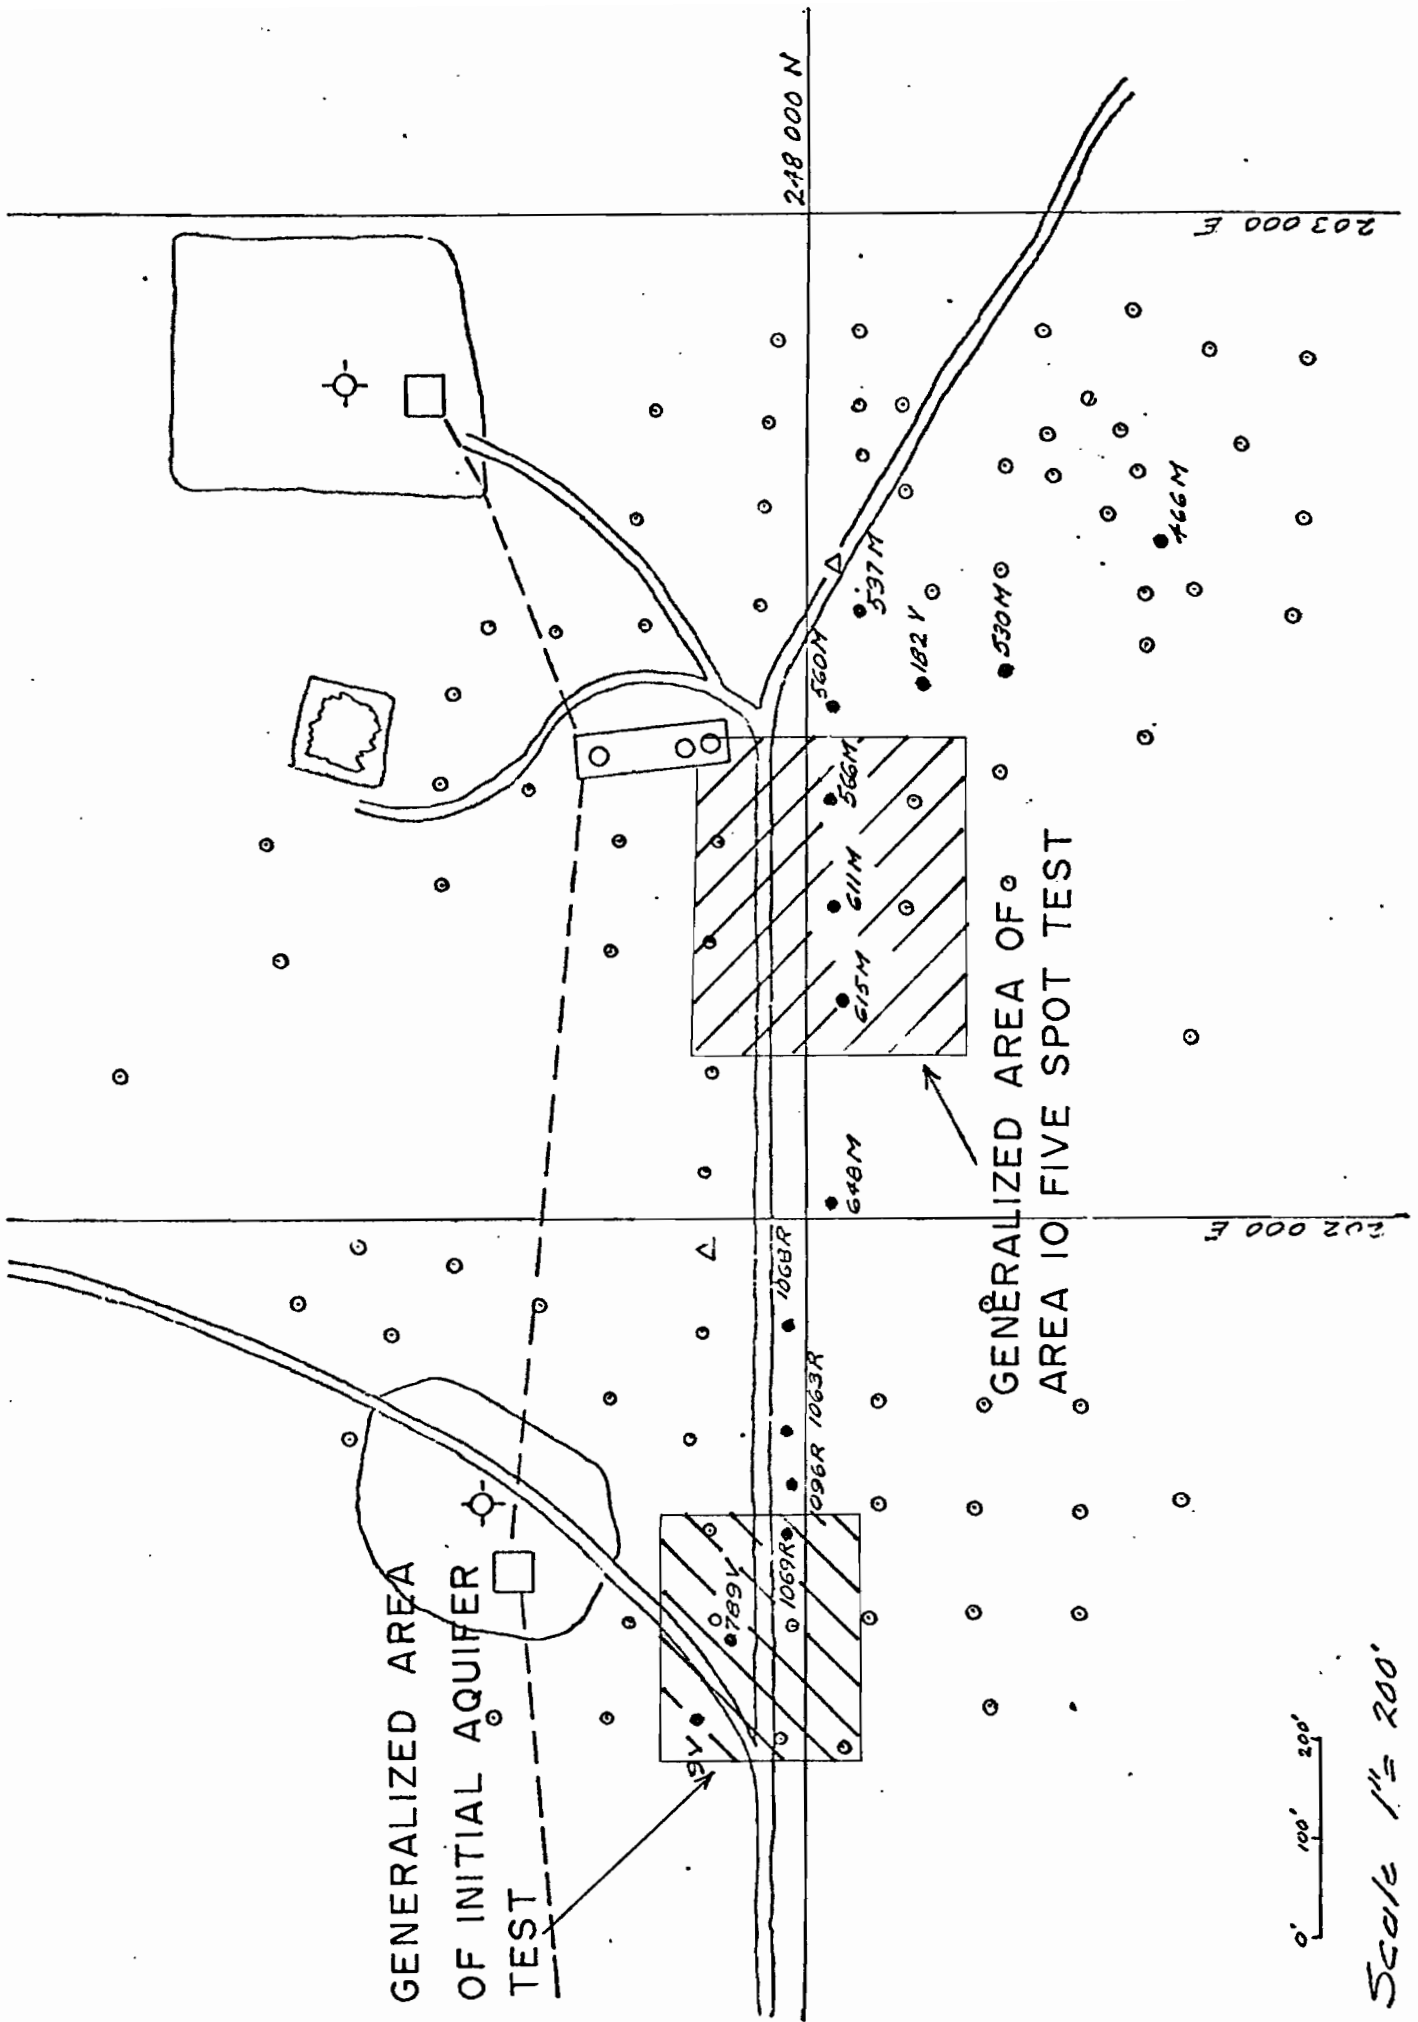 GENERALIZED AREA
OF INITIAL AQUIFER
TEST
19V
789V
1069R
1096R
1063R
1068R
648M
615M
611M
566M
560M
537M
182V
530M
466M
248 000 N
203 000 E
202 000 E
GENERALIZED AREA OF
AREA 10 FIVE SPOT TEST
0' 100' 200'
Scale 1"= 200'